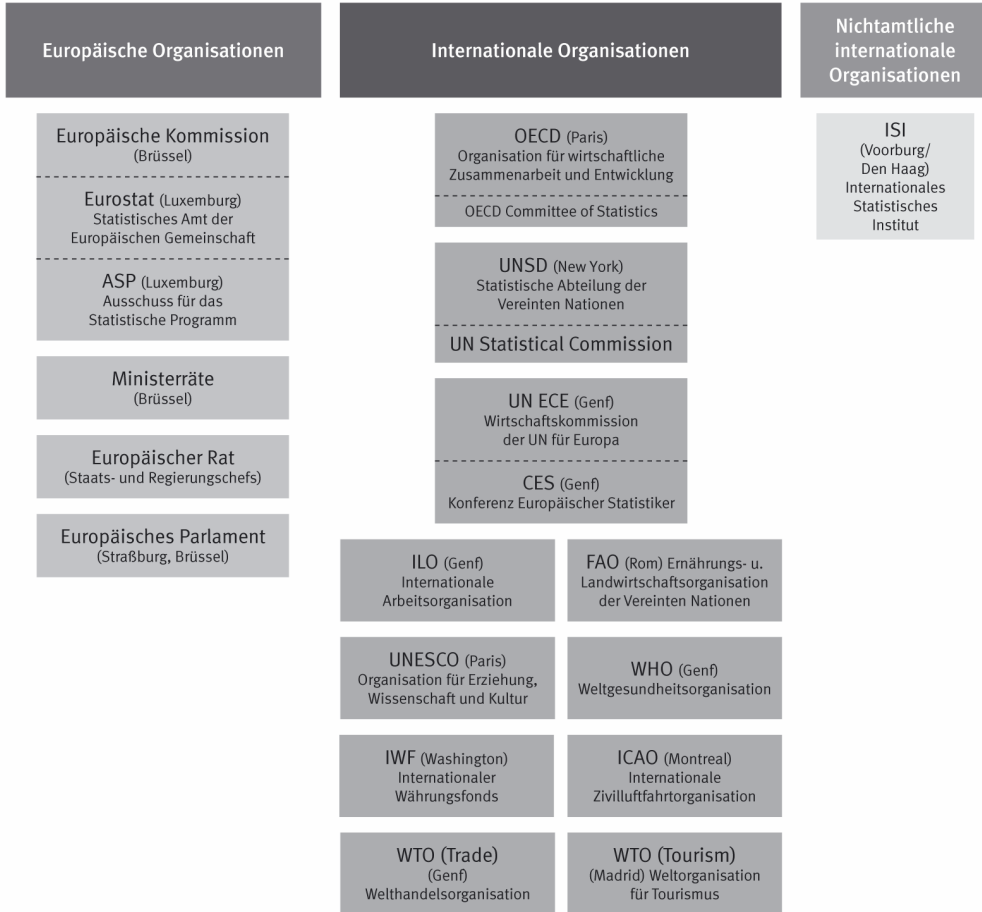 Europäische Organisationen
Europäische Kommission
(Brüssel)
Eurostat (Luxemburg)
Statistisches Amt der
Europäischen Gemeinschaft
ASP (Luxemburg)
Ausschuss für das
Statistische Programm
Ministerräte
(Brüssel)
Europäischer Rat
(Staats- und Regierungschefs)
Europäisches Parlament
(Straßburg, Brüssel)
Internationale Organisationen
OECD (Paris)
Organisation für wirtschaftliche
Zusammenarbeit und Entwicklung
OECD Committee of Statistics
UNSD (New York)
Statistische Abteilung der
Vereinten Nationen
UN Statistical Commission
UN ECE (Genf)
Wirtschaftskommission
der UN für Europa
CES (Genf)
Konferenz Europäischer Statistiker
ILO (Genf)
Internationale
Arbeitsorganisation
FAO (Rom) Ernährungs- u.
Landwirtschaftsorganisation
der Vereinten Nationen
UNESCO (Paris)
Organisation für Erziehung,
Wissenschaft und Kultur
WHO (Genf)
Weltgesundheitsorganisation
IWF (Washington)
Internationaler
Währungsfonds
ICAO (Montreal)
Internationale
Zivilluftfahrtorganisation
WTO (Trade)
(Genf)
Welthandelsorganisation
WTO (Tourism)
(Madrid) Weltorganisation
für Tourismus
Nichtamtliche
internationale
Organisationen
ISI
(Voorburg/
Den Haag)
Internationales
Statistisches
Institut